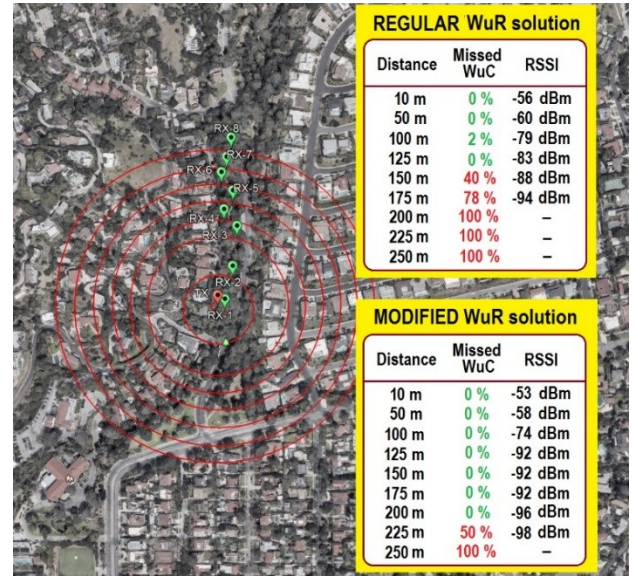 REGULAR WuR solution
Distance Missed WuC RSSI
10 m 0 % -56 dBm
50 m 0 % -60 dBm
100 m 2 % -79 dBm
125 m 0 % -83 dBm
150 m 40 % -88 dBm
175 m 78 % -94 dBm
200 m 100 % –
225 m 100 % –
250 m 100 % –
RX-8
RX-7
RX-6
RX-5
RX-4
RX-3
RX-2
TX
RX-1
MODIFIED WuR solution
Distance Missed WuC RSSI
10 m 0 % -53 dBm
50 m 0 % -58 dBm
100 m 0 % -74 dBm
125 m 0 % -92 dBm
150 m 0 % -92 dBm
175 m 0 % -92 dBm
200 m 0 % -96 dBm
225 m 50 % -98 dBm
250 m 100 % –